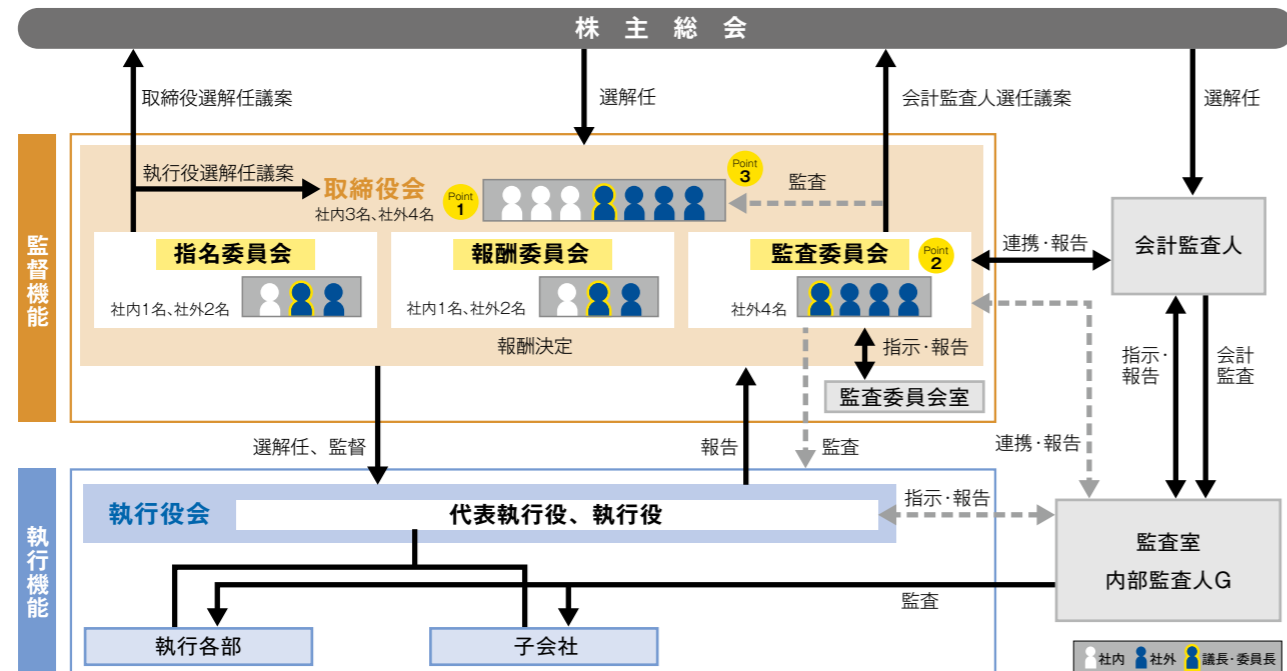 株主総会
取締役選解任議案
選解任
会計監査人選任議案
選解任
監督機能
執行役選解任議案
取締役会
社内3名、社外4名
Point
1
Point
3
監査
指名委員会
社内1名、社外2名
報酬委員会
社内1名、社外2名
監査委員会
Point
2
社外4名
連携・報告
会計監査人
報酬決定
指示・報告
監査委員会室
指示・
報告
会計
監査
選解任、監督
報告
監査
連携・報告
執行機能
執行役会
代表執行役、執行役
指示・報告
監査室
内部監査人G
監査
執行各部
子会社
社内
社外
議長・委員長